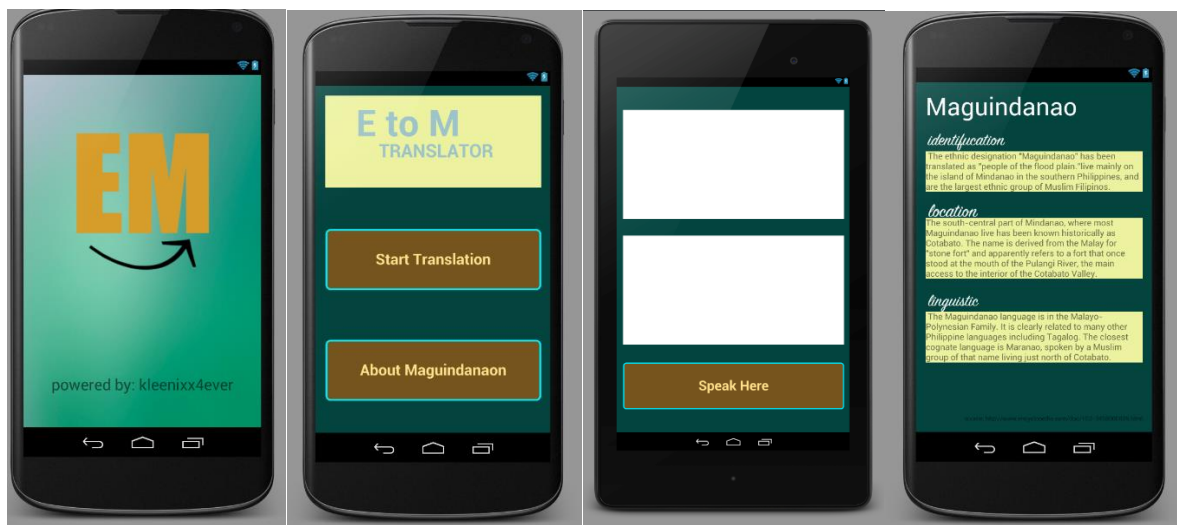 EM
powered by: kleenixx4ever
E to M
TRANSLATOR
Start Translation
About Maguindanaon
Speak Here
Maguindanao
identifucation
The ethnic designation "Maguindanao" has been
translated as "people of the flood plain."live mainly on
the island of Mindanao in the southern Philippines, and
are the largest ethnic group of Muslim Filipinos.
location
The south-central part of Mindanao, where most
Maguindanao live has been known historically as
Cotabato. The name is derived from the Malay for
"stone fort" and apparently refers to a fort that once
stood at the mouth of the Pulangi River, the main
access to the interior of the Cotabato Valley.
linguistic
The Maguindanao language is in the Malayo-
Polynesian Family. It is clearly related to many other
Philippine languages including Tagalog. The closest
cognate language is Maranao, spoken by a Muslim
group of that name living just north of Cotabato.